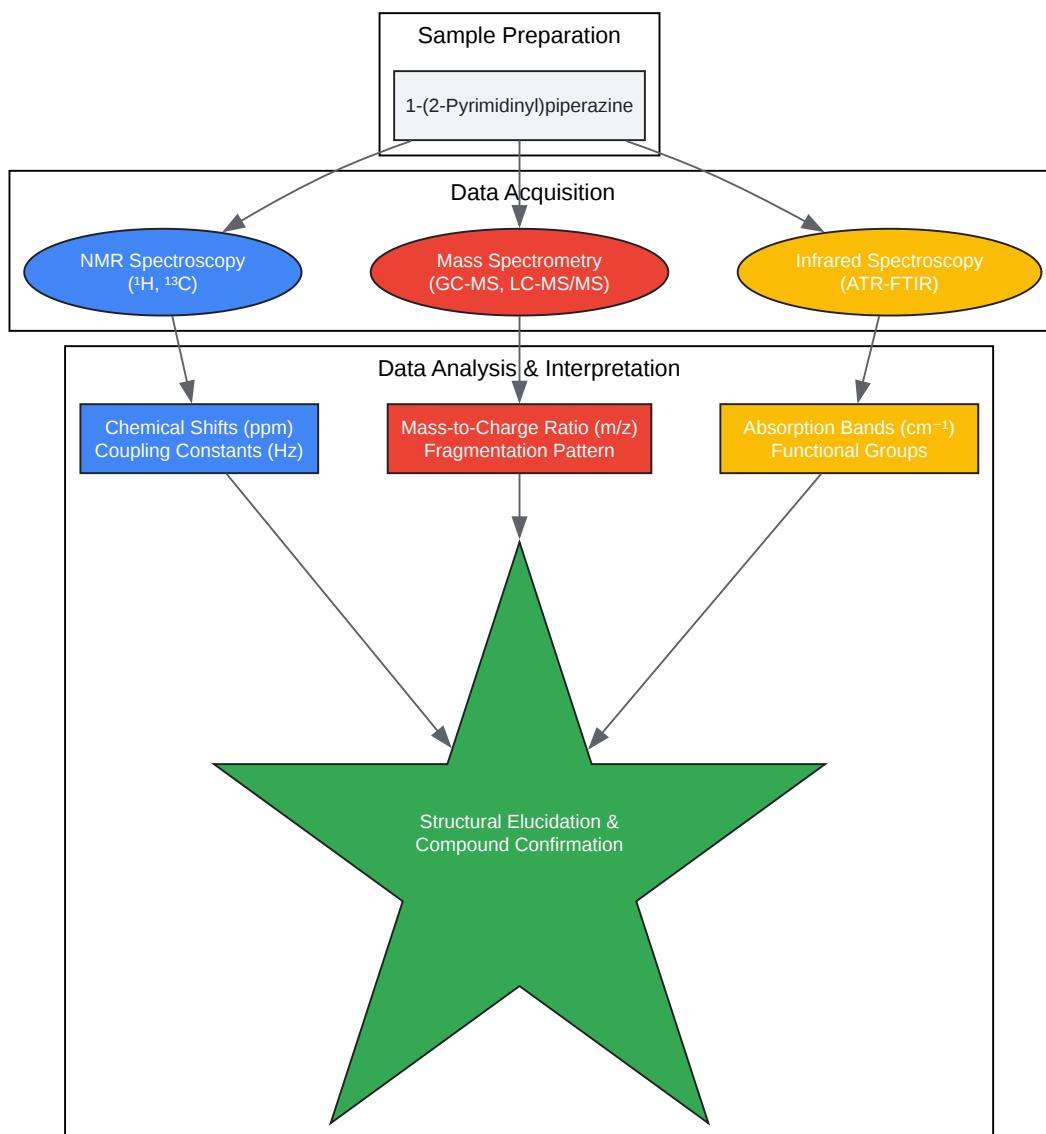 Sample Preparation
1-(2-Pyrimidinyl)piperazine
Data Acquisition
NMR Spectroscopy
(¹H, ¹³C)
Mass Spectrometry
(GC-MS, LC-MS/MS)
Infrared Spectroscopy
(ATR-FTIR)
Data Analysis & Interpretation
Chemical Shifts (ppm)
Coupling Constants (Hz)
Mass-to-Charge Ratio (m/z)
Fragmentation Pattern
Absorption Bands (cm⁻¹)
Functional Groups
Structural Elucidation &
Compound Confirmation